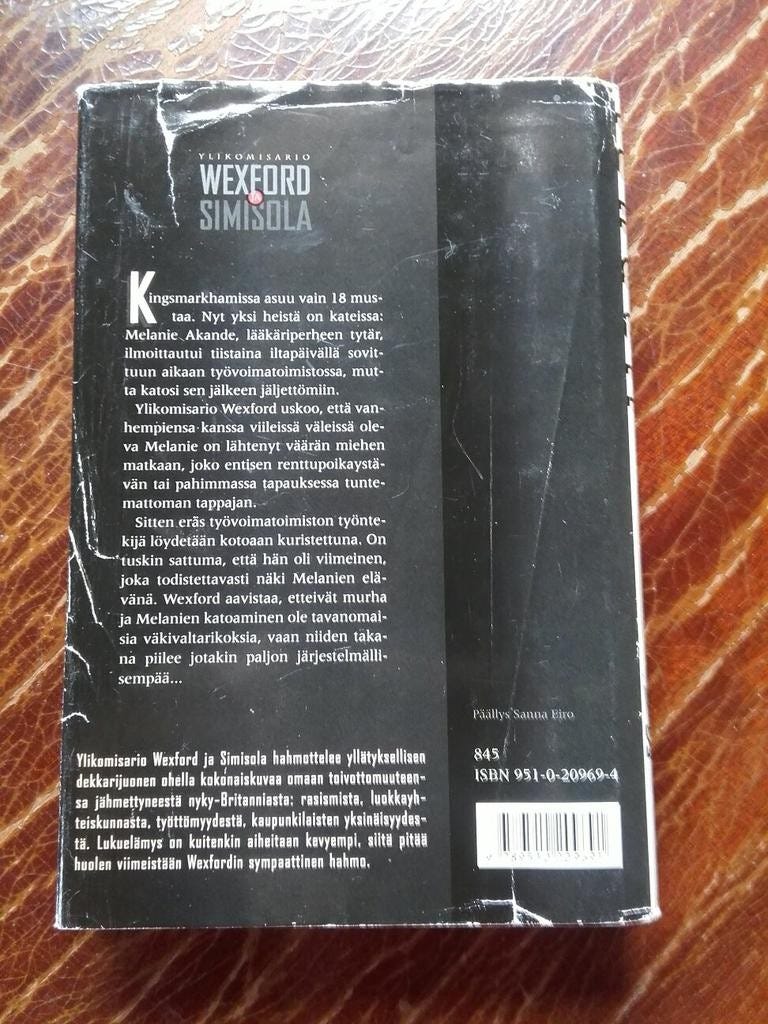 YLIKOMISARIO
WEXFORD
JA
SIMISOLA
Kingsmarkhamissa asuu vain 18 mus-
taa. Nyt yksi heistä on kateissa:
Melanie Akande, lääkäriperheen tytär,
ilmoittautui tiistaina iltapäivällä sovit-
tuun aikaan työvoimatoimistossa, mut-
ta katosi sen jälkeen jäljettömiin.
Ylikomisario Wexford uskoo, että van-
hempiensa kanssa viileissä väleissä ole-
va Melanie on lähtenyt väärän miehen
matkaan, joko entisen renttupoikaystä-
vän tai pahimmassa tapauksessa tunte-
mattoman tappajan.
Sitten eräs työvoimatoimiston työnte-
kijä löydetään kotoaan kuristettuna. On
tuskin sattuma, että hän oli viimeinen,
joka todistettavasti näki Melanien elä-
vänä. Wexford aavistaa, etteivät murha
ja Melanien katoaminen ole tavanomai-
sia väkivaltarikoksia, vaan niiden taka-
na piilee jotakin paljon järjestelmälli-
sempää...
Ylikomisario Wexford ja Simisola hahmottelee yllätyksellisen
dekkarijuonen ohella kokonaiskuvaa omaan toivottomuuteen-
sa jähmettyneestä nyky-Britanniasta: rasismista, luokkayh-
teiskunnasta, työttömyydestä, kaupunkilaisten yksinäisyydes-
tä. Lukuelämys on kuitenkin aiheitaan kevyempi, siitä pitää
huolen viimeistään Wexfordin sympaattinen hahmo.
Päällys Sanna Eiro
845
ISBN 951-0-20969-4